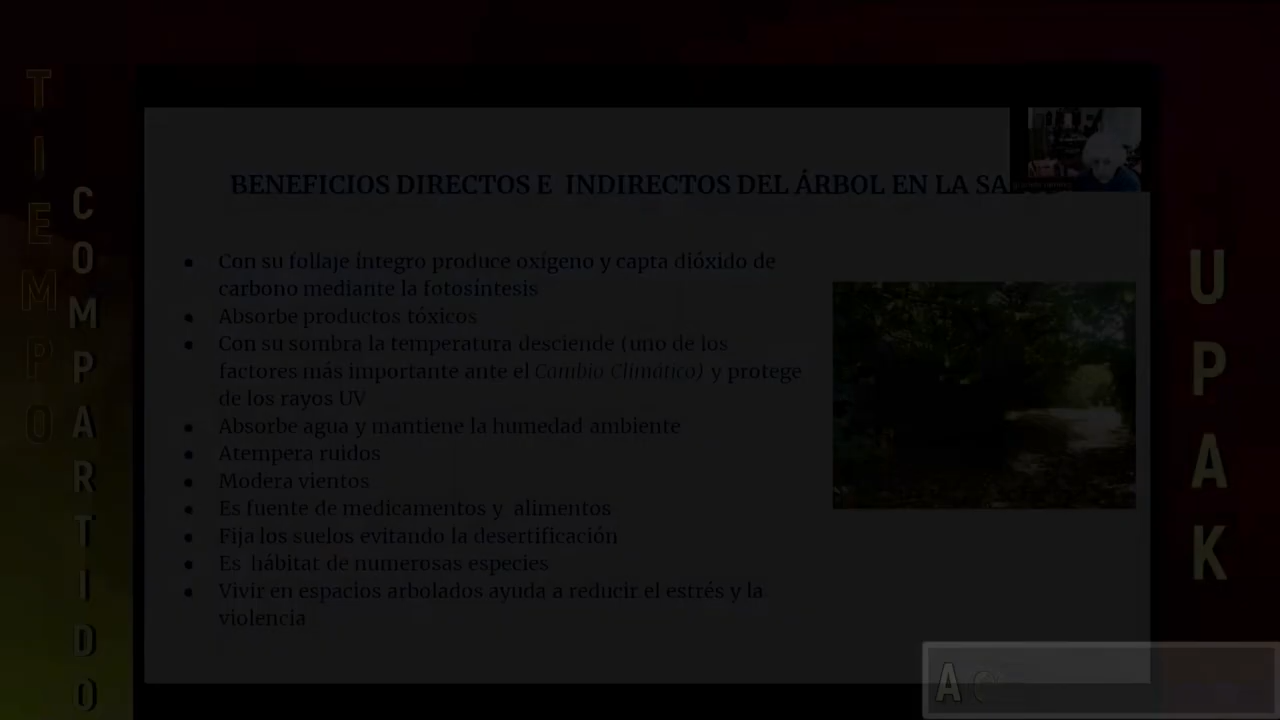 TIEMPO
COMPARTIDO
BENEFICIOS DIRECTOS E INDIRECTOS DEL ÁRBOL EN LA SA
• Con su follaje íntegro produce oxígeno y capta dióxido de
carbono mediante la fotosíntesis
• Absorbe productos tóxicos
• Con su sombra la temperatura desciende (uno de los
factores más importante ante el Cambio Climático) y protege
de los rayos UV
• Absorbe agua y mantiene la humedad ambiente
• Atempera ruidos
• Modera vientos
• Es fuente de medicamentos y alimentos
• Fija los suelos evitando la desertificación
• Es hábitat de numerosas especies
• Vivir en espacios arbolados ayuda a reducir el estrés y la
violencia
UPAK
A